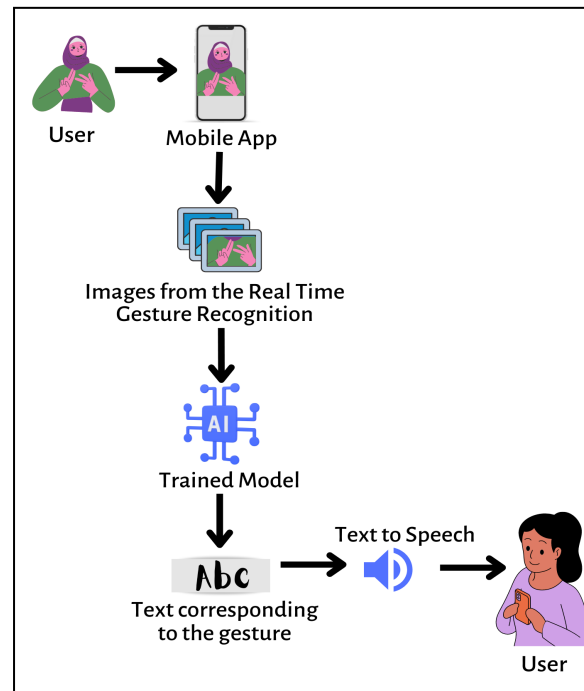 User
Mobile App
Images from the Real Time
Gesture Recognition
AI
Trained Model
Text to Speech
Abc
Text corresponding
to the gesture
User